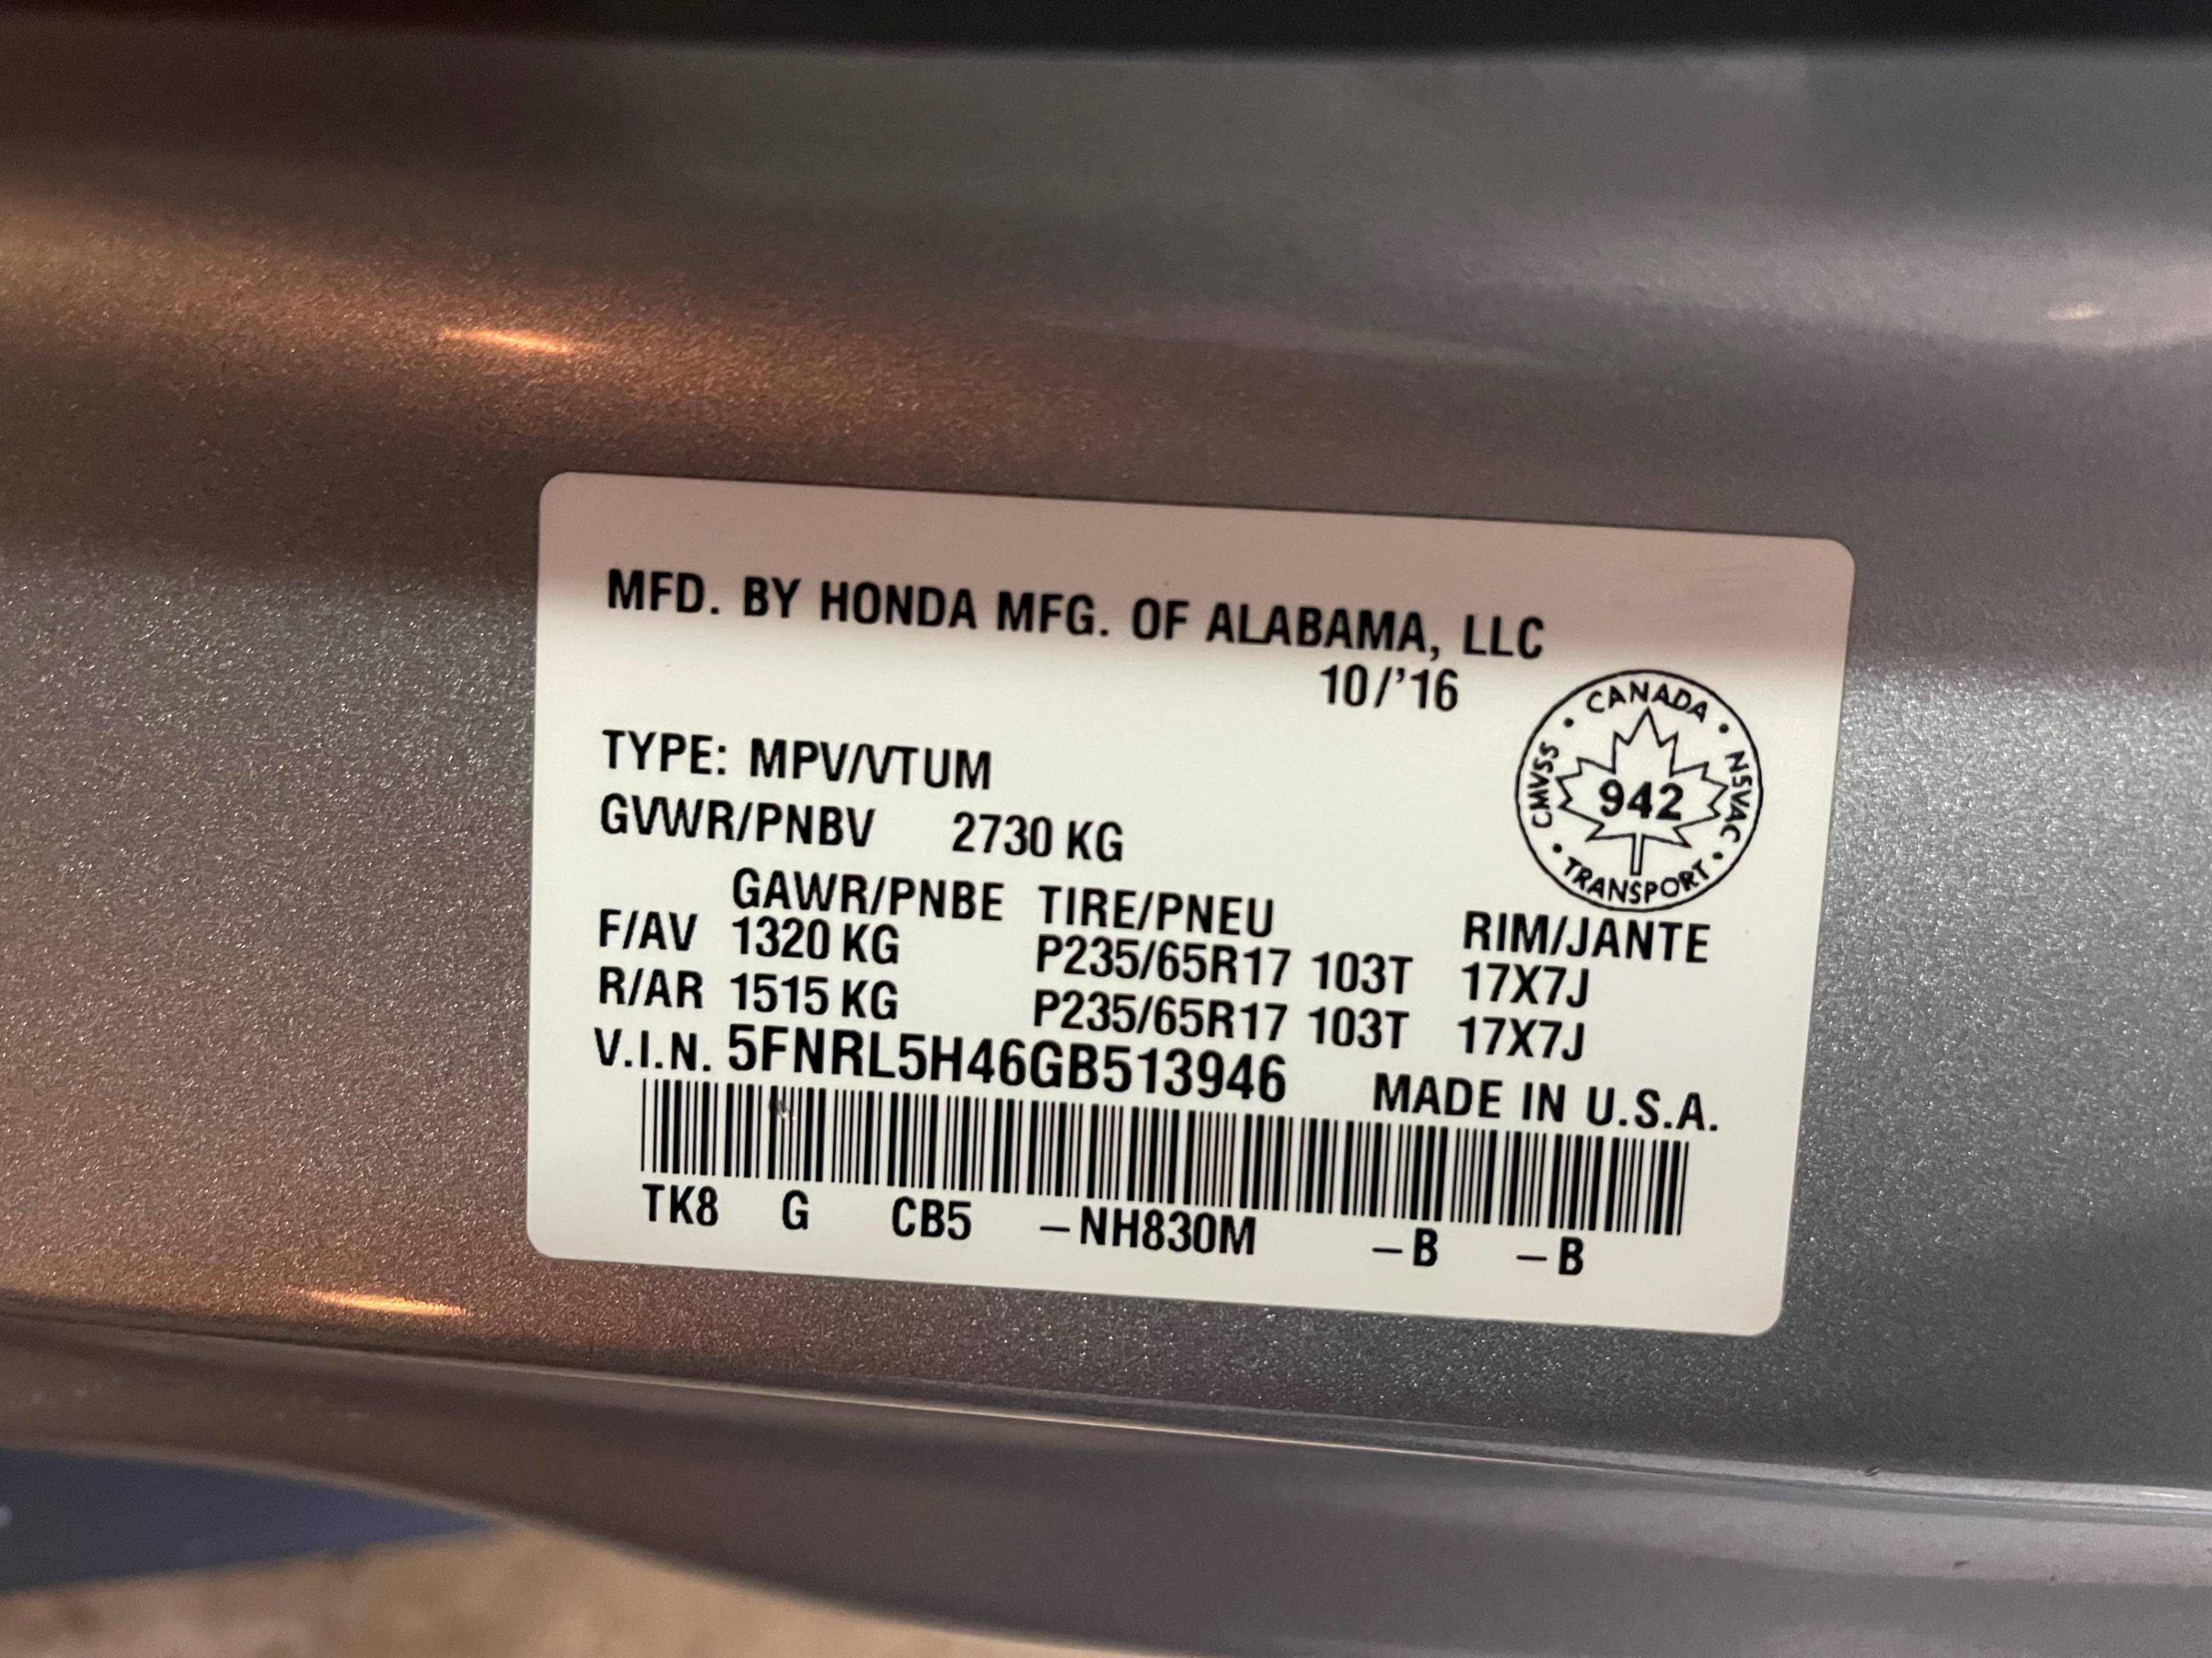 MFD. BY HONDA MFG. OF ALABAMA, LLC
10/'16
CANADA • NSVAC • TRANSPORT • CMVSS •
942
TYPE: MPV/VTUM
GVWR/PNBV 2730 KG
GAWR/PNBE TIRE/PNEU RIM/JANTE
F/AV 1320 KG P235/65R17 103T 17X7J
R/AR 1515 KG P235/65R17 103T 17X7J
V.I.N. 5FNRL5H46GB513946 MADE IN U.S.A.
TK8 G CB5 –NH830M –B –B